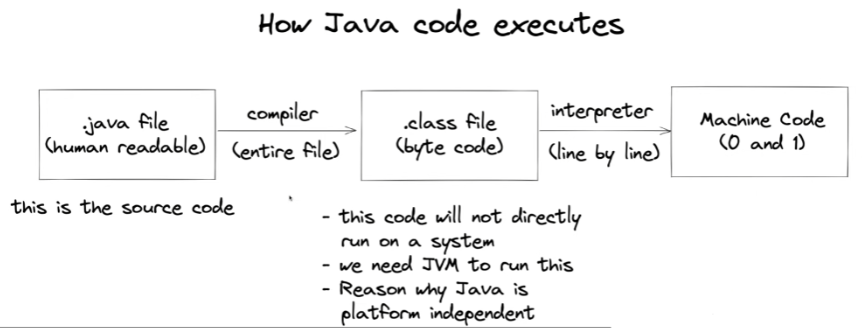 How Java code executes
.java file
(human readable)
compiler
(entire file)
.class file
(byte code)
interpreter
(line by line)
Machine Code
(0 and 1)
this is the source code
- this code will not directly
run on a system
- we need JVM to run this
- Reason why Java is
platform independent